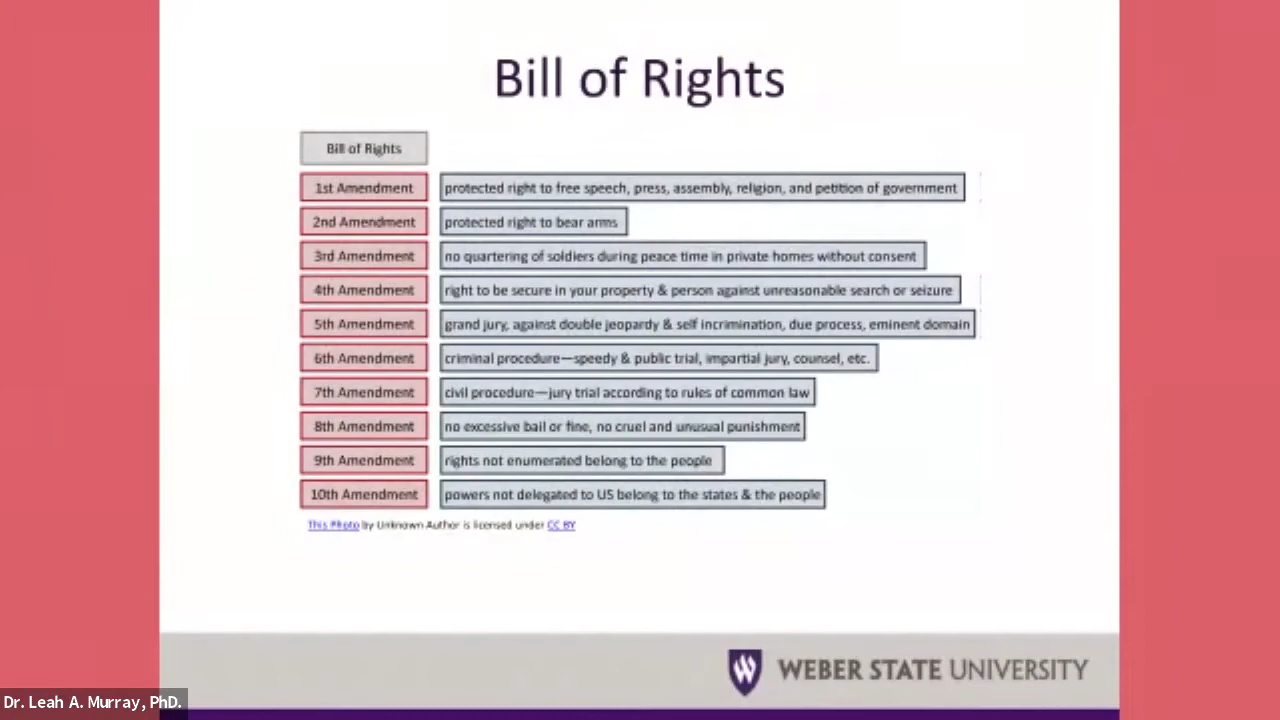 Bill of Rights
Bill of Rights
1st Amendment protected right to free speech, press, assembly, religion, and petition of government
2nd Amendment protected right to bear arms
3rd Amendment no quartering of soldiers during peace time in private homes without consent
4th Amendment right to be secure in your property & person against unreasonable search or seizure
5th Amendment grand jury, against double jeopardy & self incrimination, due process, eminent domain
6th Amendment criminal procedure—speedy & public trial, impartial jury, counsel, etc.
7th Amendment civil procedure—jury trial according to rules of common law
8th Amendment no excessive bail or fine, no cruel and unusual punishment
9th Amendment rights not enumerated belong to the people
10th Amendment powers not delegated to US belong to the states & the people
This Photo by Unknown Author is licensed under CC BY
W WEBER STATE UNIVERSITY
Dr. Leah A. Murray, PhD.